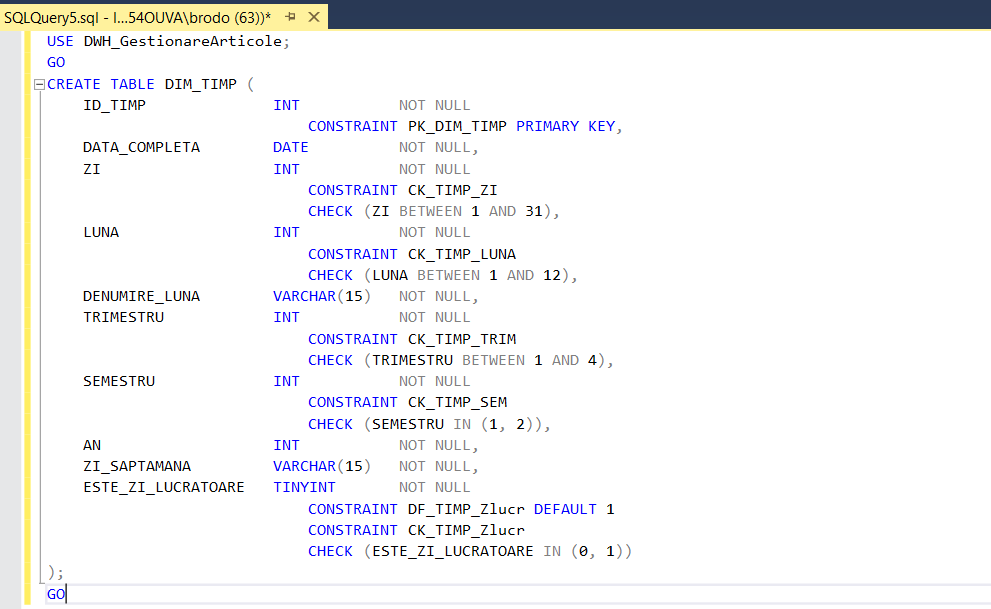 SQLQuery5.sql - I...54OUVA\brodo (63))*
USE DWH_GestionareArticole;
GO
CREATE TABLE DIM_TIMP (
    ID_TIMP              INT           NOT NULL
                         CONSTRAINT PK_DIM_TIMP PRIMARY KEY,
    DATA_COMPLETA        DATE          NOT NULL,
    ZI                   INT           NOT NULL
                         CONSTRAINT CK_TIMP_ZI
                         CHECK (ZI BETWEEN 1 AND 31),
    LUNA                 INT           NOT NULL
                         CONSTRAINT CK_TIMP_LUNA
                         CHECK (LUNA BETWEEN 1 AND 12),
    DENUMIRE_LUNA        VARCHAR(15)   NOT NULL,
    TRIMESTRU            INT           NOT NULL
                         CONSTRAINT CK_TIMP_TRIM
                         CHECK (TRIMESTRU BETWEEN 1 AND 4),
    SEMESTRU             INT           NOT NULL
                         CONSTRAINT CK_TIMP_SEM
                         CHECK (SEMESTRU IN (1, 2)),
    AN                   INT           NOT NULL,
    ZI_SAPTAMANA         VARCHAR(15)   NOT NULL,
    ESTE_ZI_LUCRATOARE   TINYINT       NOT NULL
                         CONSTRAINT DF_TIMP_Zlucr DEFAULT 1
                         CONSTRAINT CK_TIMP_Zlucr
                         CHECK (ESTE_ZI_LUCRATOARE IN (0, 1))
);
GO